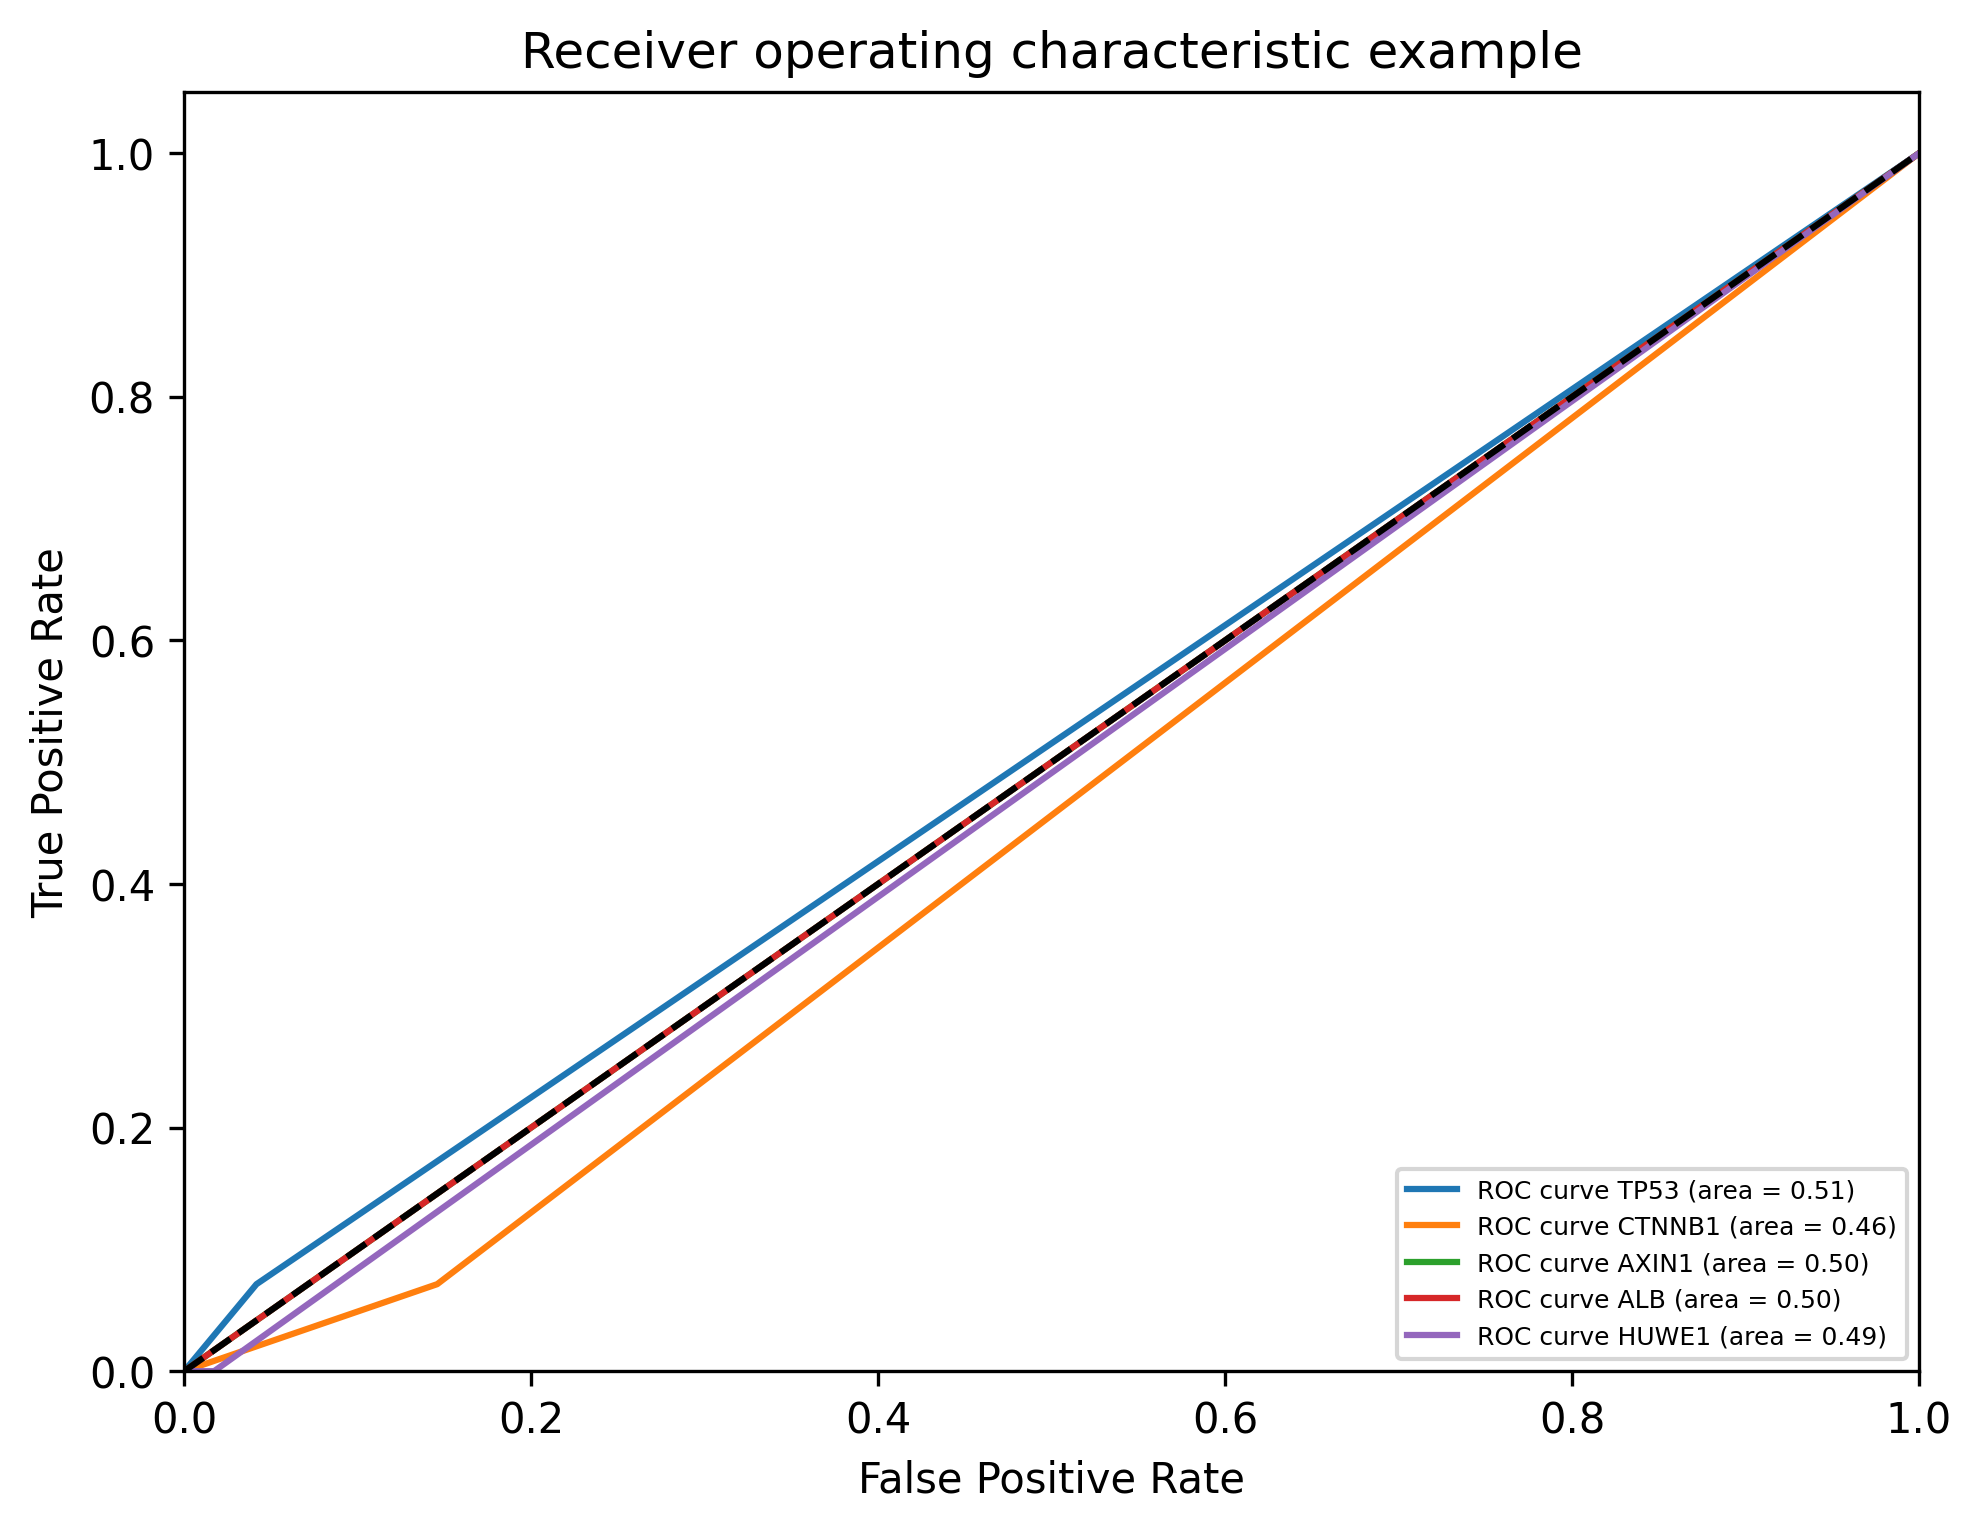 Receiver operating characteristic example
True Positive Rate
1.0
0.8
0.6
0.4
0.2
0.0
ROC curve TP53 (area = 0.51)
ROC curve CTNNB1 (area = 0.46)
ROC curve AXIN1 (area = 0.50)
ROC curve ALB (area = 0.50)
ROC curve HUWE1 (area = 0.49)
0.0 0.2 0.4 0.6 0.8 1.0
False Positive Rate